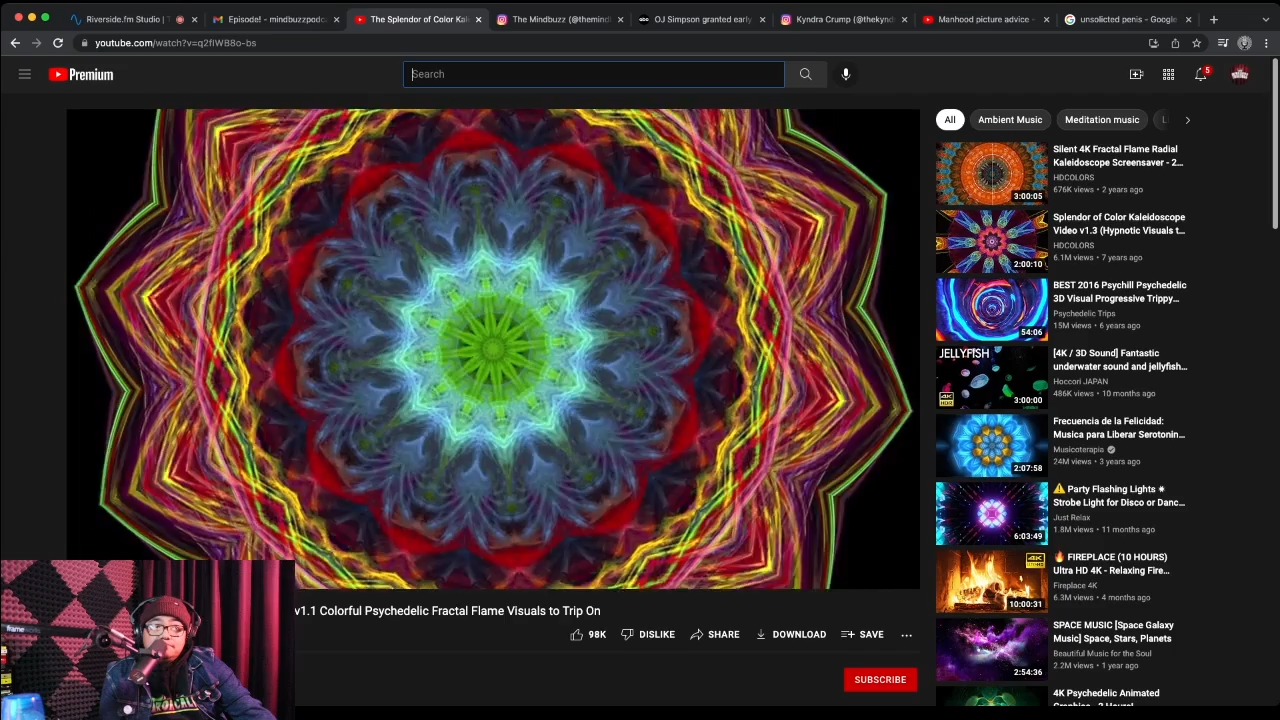 Riverside.fm Studio | T
Episode! - mindbuzzpodc
The Splendor of Color Kal
The Mindbuzz (@themind
OJ Simpson granted early
Kyndra Crump (@thekynd
Manhood picture advice -
unsolicted penis - Google
youtube.com/watch?v=q2fIWB8o-bs
Premium
Search
5
All
Ambient Music
Meditation music
L
Silent 4K Fractal Flame Radial
Kaleidoscope Screensaver - 2...
HDCOLORS
676K views • 2 years ago
3:00:05
Splendor of Color Kaleidoscope
Video v1.3 (Hypnotic Visuals t...
HDCOLORS
6.1M views • 7 years ago
2:00:10
BEST 2016 Psychill Psychedelic
3D Visual Progressive Trippy...
Psychedelic Trips
15M views • 6 years ago
54:06
JELLYFISH
4K
HDR
[4K / 3D Sound] Fantastic
underwater sound and jellyfish...
Hoccori JAPAN
486K views • 10 months ago
3:00:00
Frecuencia de la Felicidad:
Musica para Liberar Serotonin...
Musicoterapia
24M views • 3 years ago
2:07:58
Party Flashing Lights
Strobe Light for Disco or Danc...
Just Relax
1.8M views • 11 months ago
6:03:49
4K
FIREPLACE (10 HOURS)
Ultra HD 4K - Relaxing Fire...
Fireplace 4K
6.3M views • 4 months ago
10:00:31
SPACE MUSIC [Space Galaxy
Music] Space, Stars, Planets
Beautiful Music for the Soul
2.2M views • 1 year ago
2:54:36
4K Psychedelic Animated
v1.1 Colorful Psychedelic Fractal Flame Visuals to Trip On
98K
DISLIKE
SHARE
DOWNLOAD
SAVE
SUBSCRIBE
frame